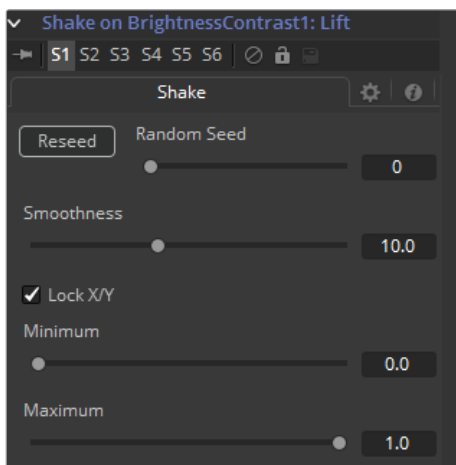 Shake on BrightnessContrast1: Lift
S1 S2 S3 S4 S5 S6
Shake
Reseed
Random Seed
0
Smoothness
10.0
Lock X/Y
Minimum
0.0
Maximum
1.0